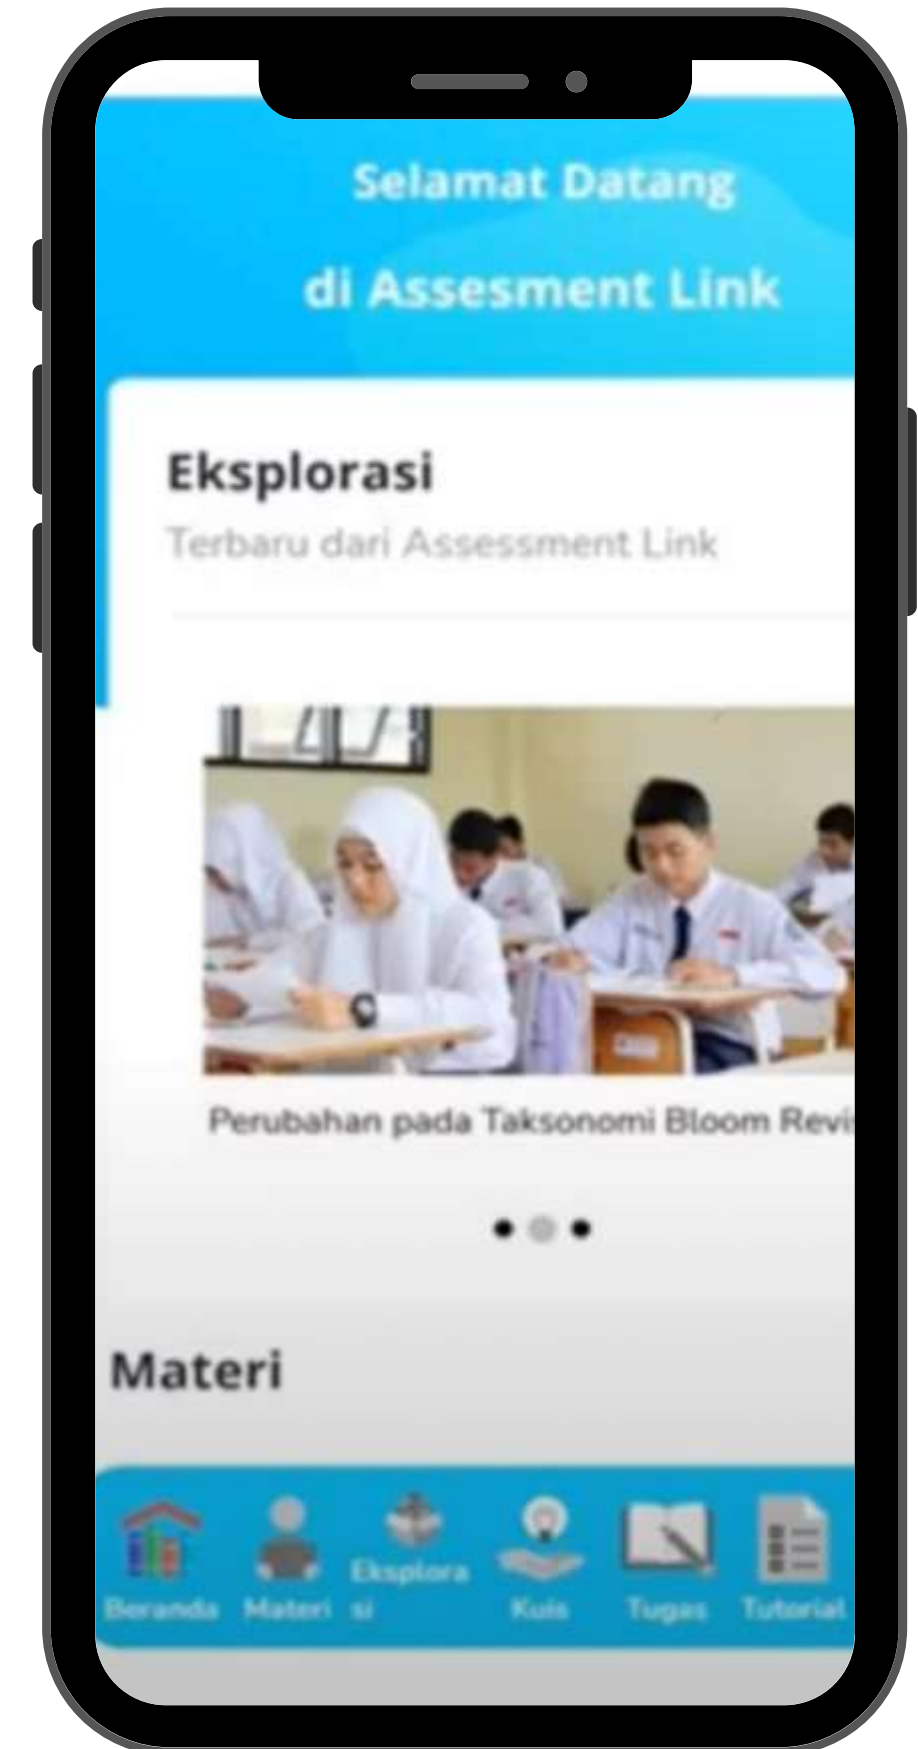 Selamat Datang
di Assesment Link
Eksplorasi
Terbaru dari Assessment Link
Perubahan pada Taksonomi Bloom Revis
Materi
Beranda
Materi
Eksplora
si
Kuis
Tugas
Tutorial